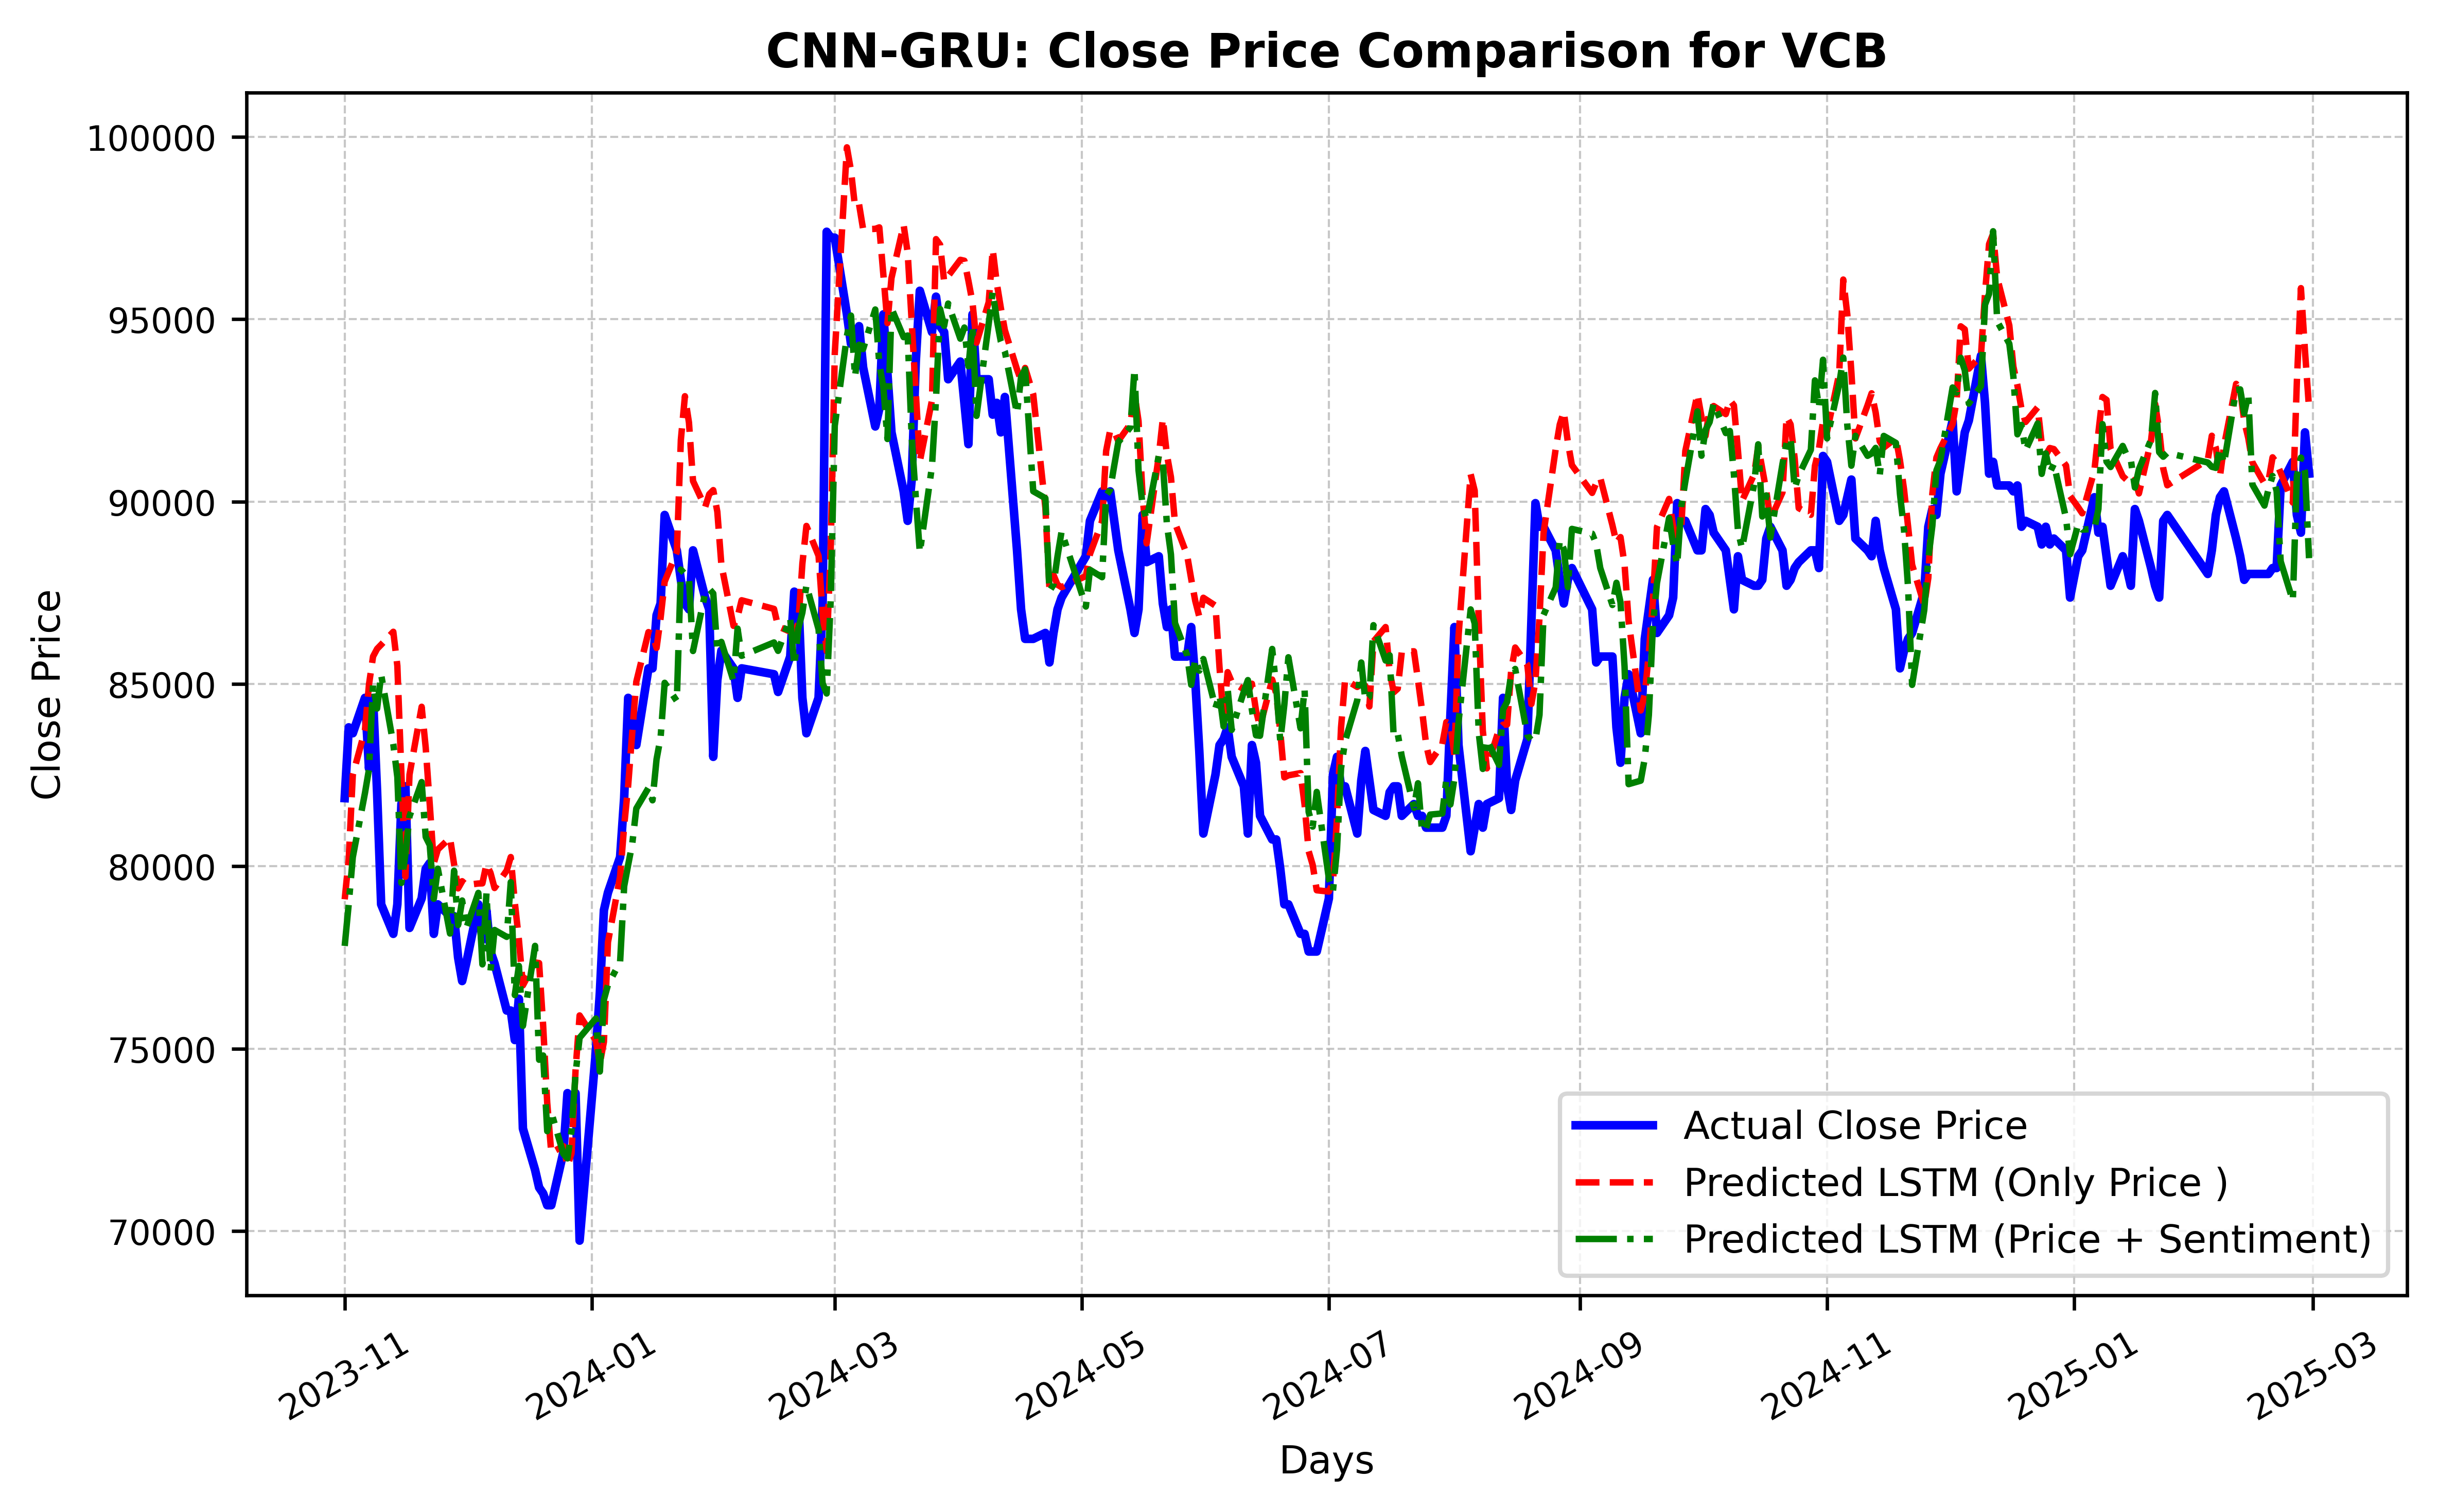 CNN-GRU: Close Price Comparison for VCB
Close Price
100000
95000
90000
85000
80000
75000
70000
Actual Close Price
Predicted LSTM (Only Price )
Predicted LSTM (Price + Sentiment)
2023-11
2024-01
2024-03
2024-05
2024-07
2024-09
2024-11
2025-01
2025-03
Days